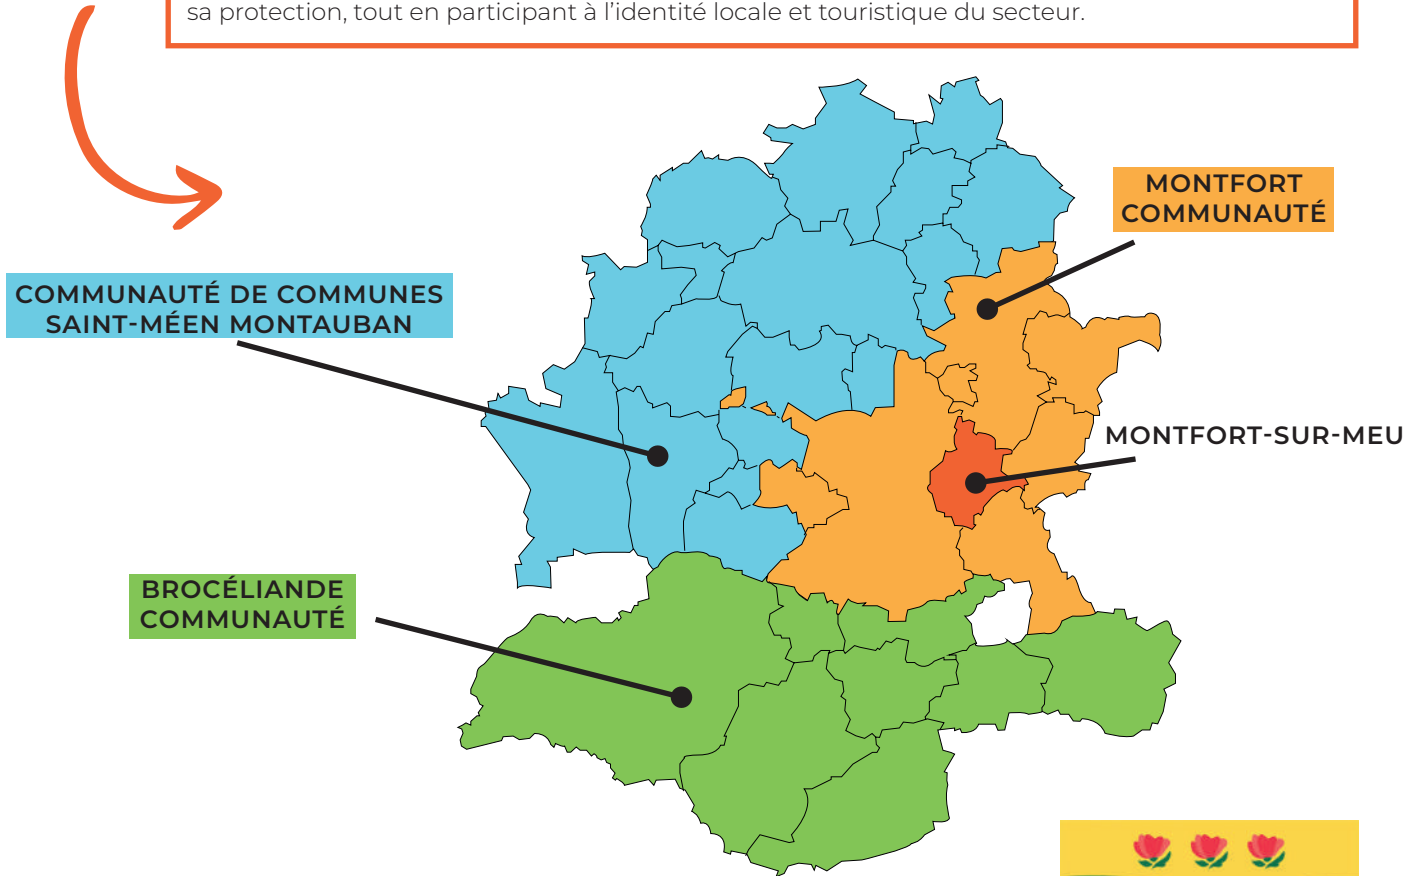 sa protection, tout en participant à l’identité locale et touristique du secteur.
MONTFORT
COMMUNAUTÉ
COMMUNAUTÉ DE COMMUNES
SAINT-MÉEN MONTAUBAN
MONTFORT-SUR-MEU
BROCÉLIANDE
COMMUNAUTÉ